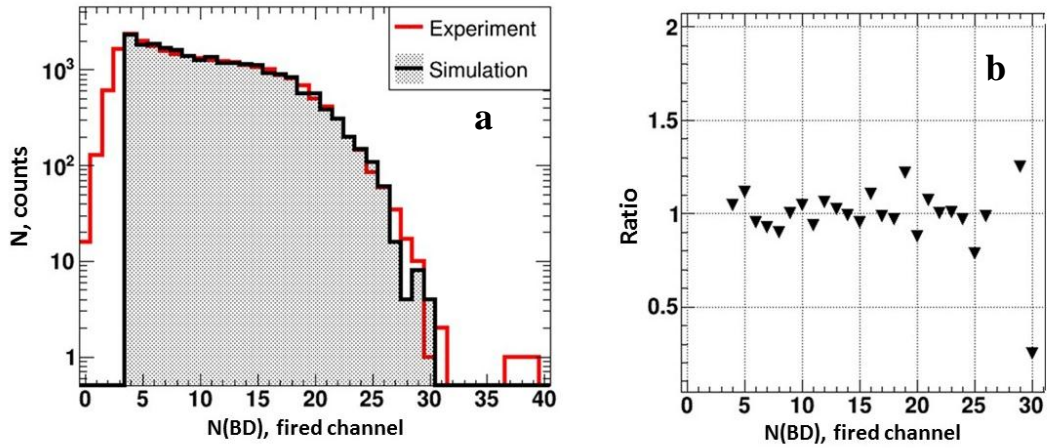 Experiment
Simulation
a
10³
10²
10
1
N, counts
0 5 10 15 20 25 30 35 40
N(BD), fired channel
b
2
1.5
1
0.5
Ratio
0 5 10 15 20 25 30
N(BD), fired channel